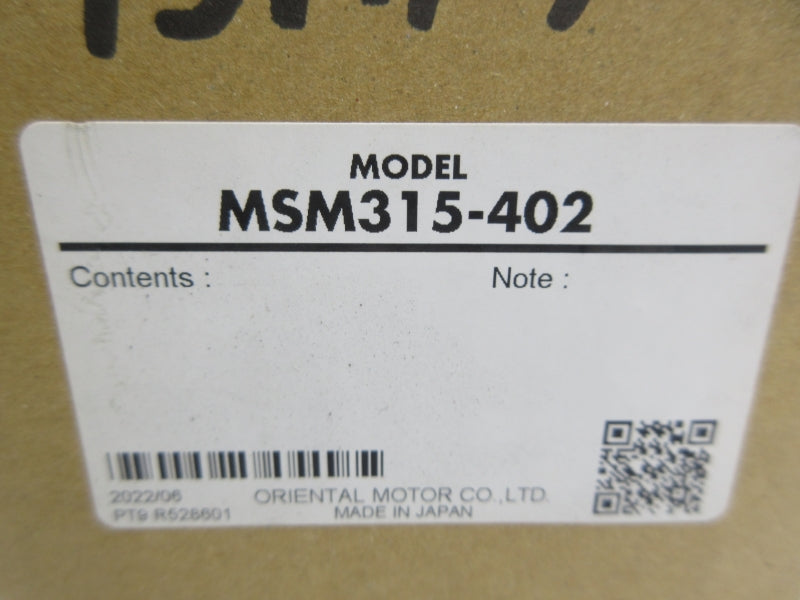 MODEL
MSM315-402
Contents :
Note :
2022/06
ORIENTAL MOTOR CO.,LTD.
PT9 R528601
MADE IN JAPAN